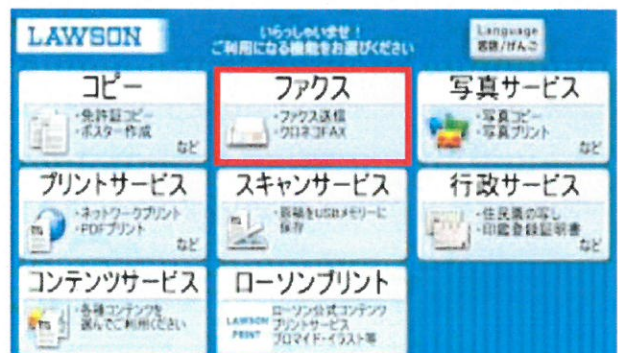 LAWSON
いらっしゃいませ！
ご利用になる機能をお選びください
Language
言語/げんご
コピー
・免許証コピー
・ポスター作成
など
ファクス
・ファクス送信
・クロネコFAX
写真サービス
・写真コピー
・写真プリント
など
プリントサービス
・ネットワークプリント
・PDFプリント
など
スキャンサービス
・原稿をUSBメモリーに
保存
行政サービス
・住民票の写し
・印鑑登録証明書
など
コンテンツサービス
・各種コンテンツを
選んでご利用ください
ローソンプリント
LAWSON
PRINT
ローソン公式コンテンツ
プリントサービス
ブロマイド・イラスト等